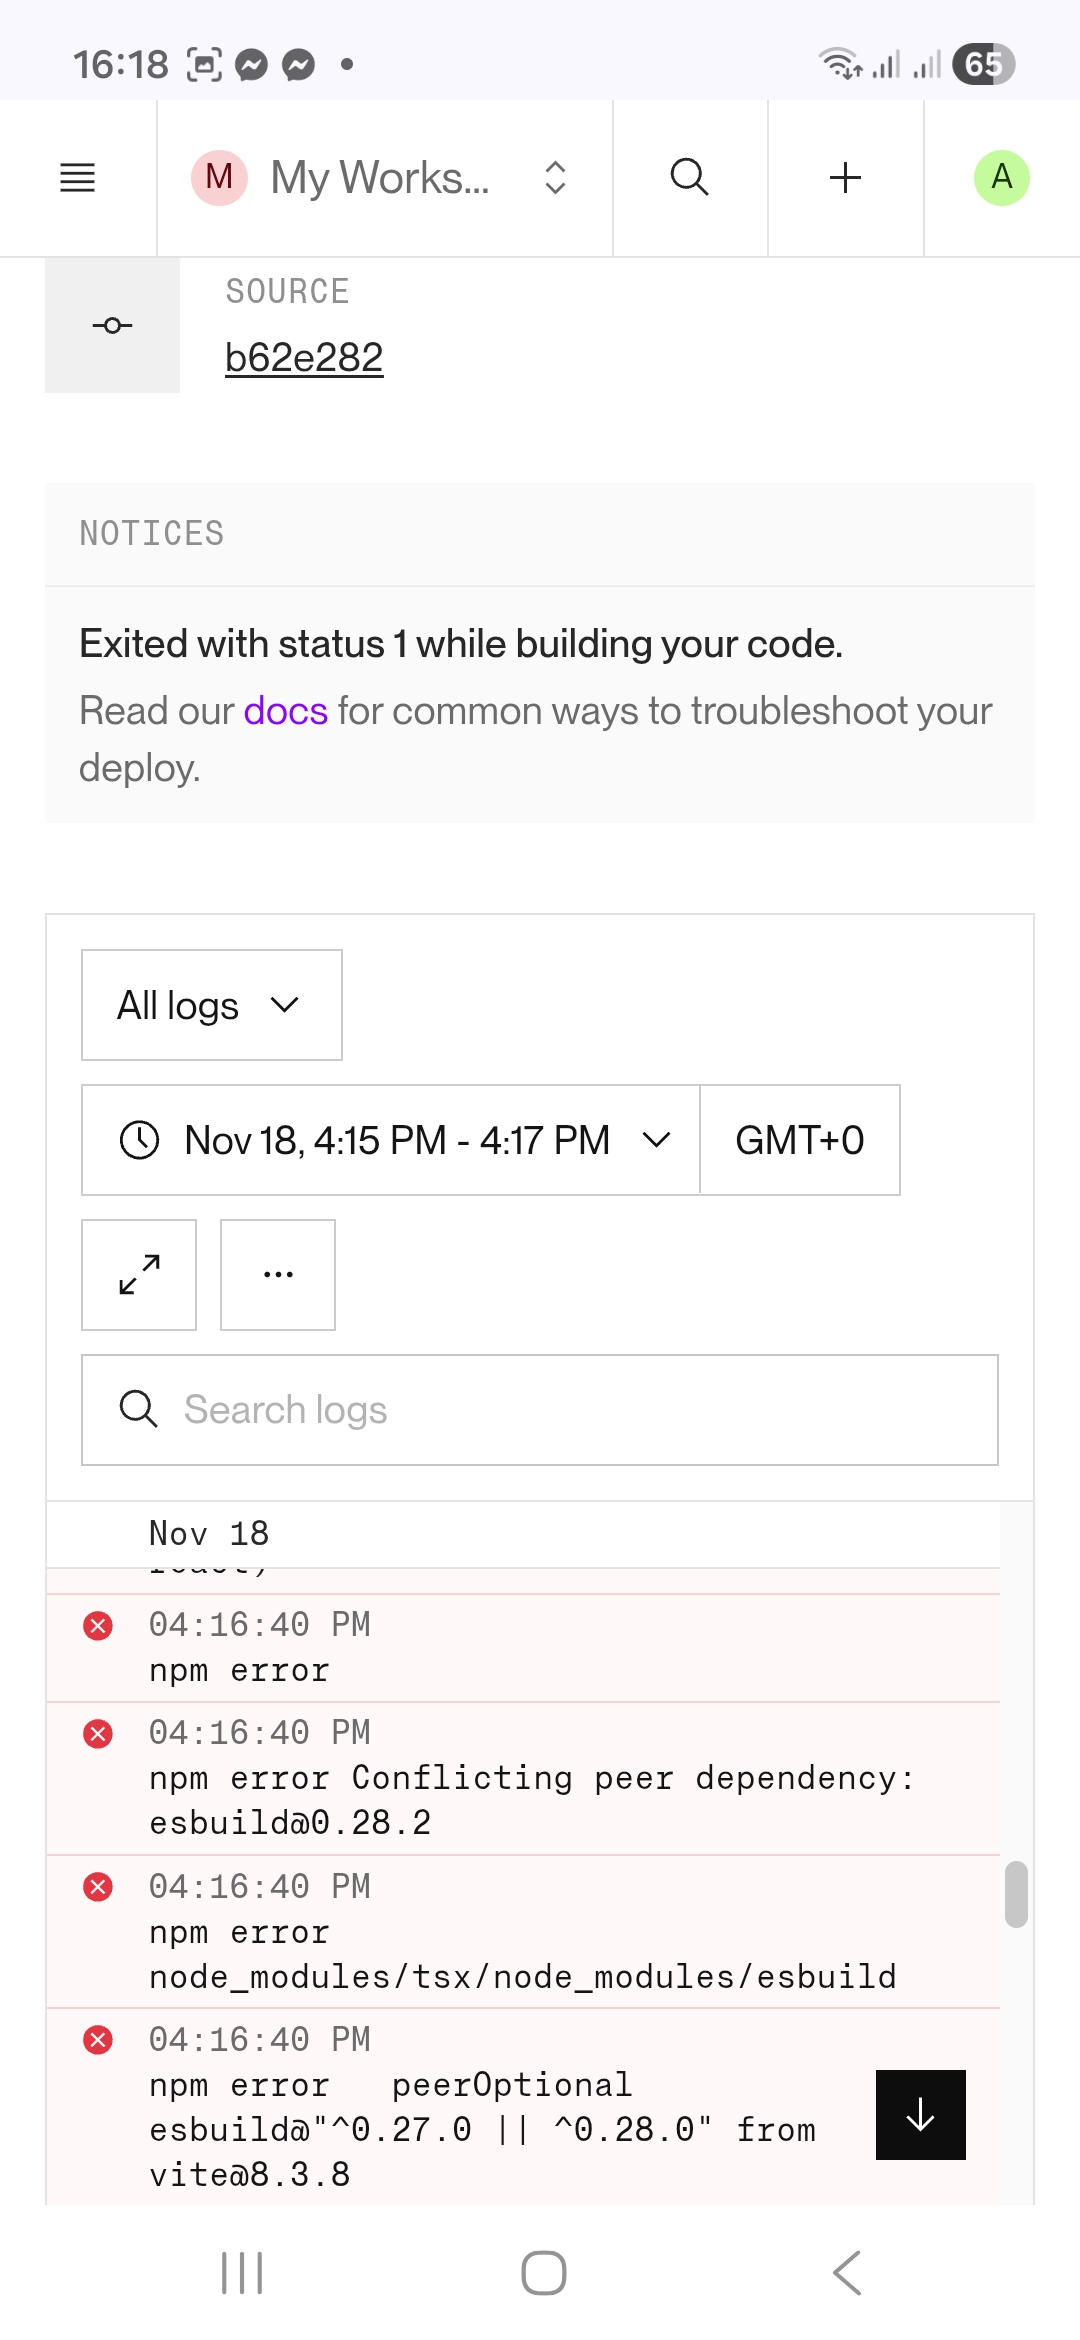 16:18
65
M My Works...
A
SOURCE
b62e282
NOTICES
Exited with status 1 while building your code.
Read our docs for common ways to troubleshoot your
deploy.
All logs
Nov 18, 4:15 PM - 4:17 PM
GMT+0
...
Search logs
Nov 18
react)
04:16:40 PM
npm error
04:16:40 PM
npm error Conflicting peer dependency:
esbuild@0.28.2
04:16:40 PM
npm error
node_modules/tsx/node_modules/esbuild
04:16:40 PM
npm error   peerOptional
esbuild@"^0.27.0 || ^0.28.0" from
vite@8.3.8